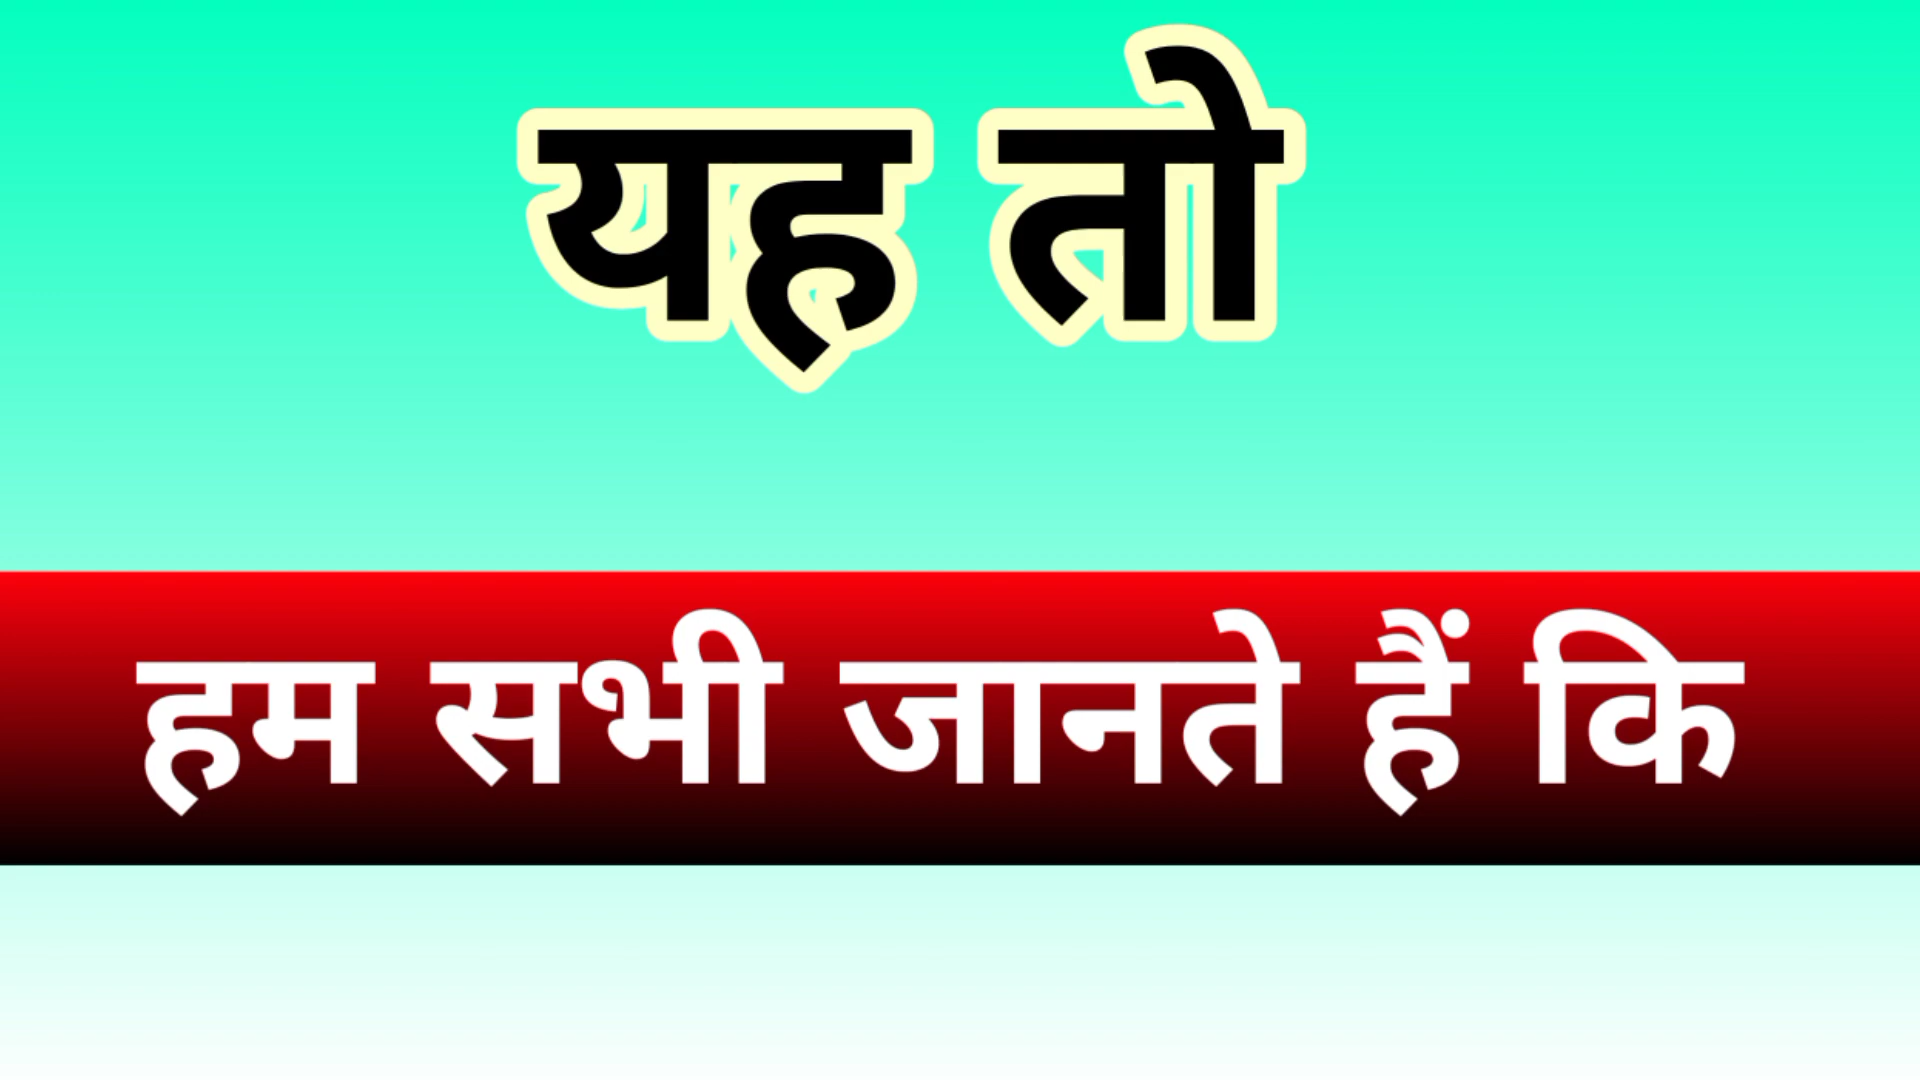 यह तो
हम सभी जानते हैं कि